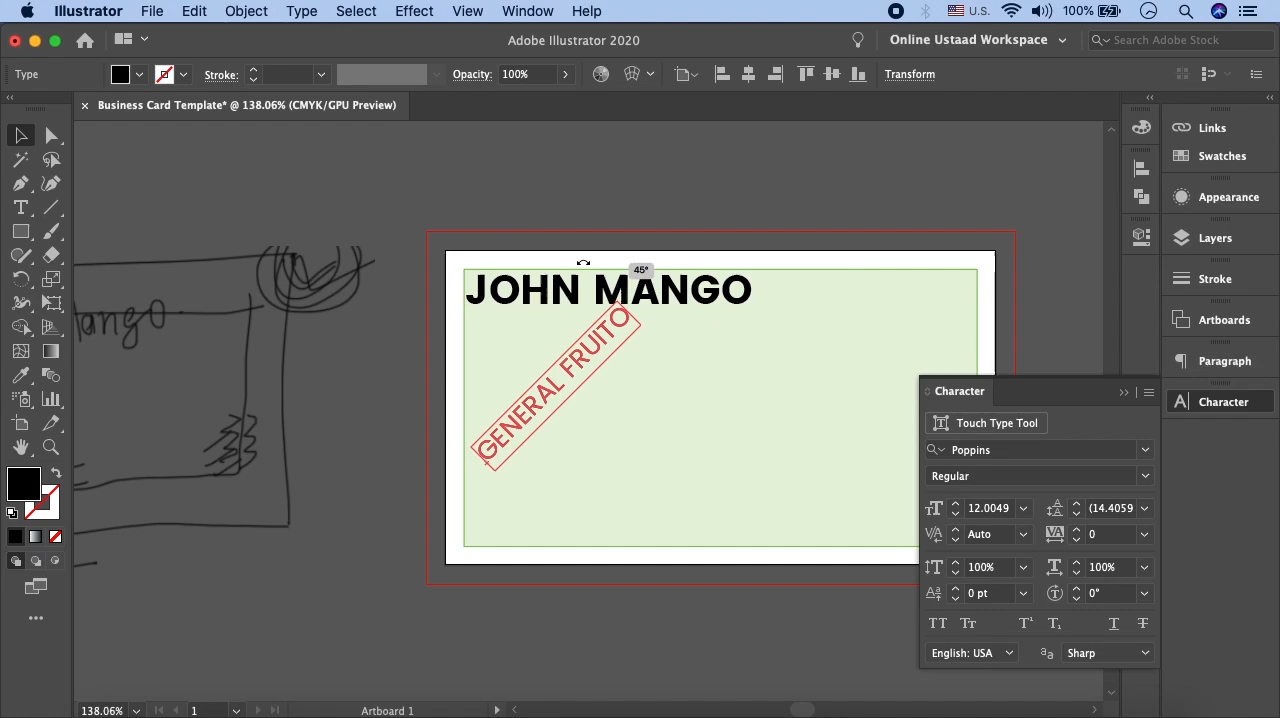 Illustrator File Edit Object Type Select Effect View Window Help
U.S. 100%
Adobe Illustrator 2020
Online Ustaad Workspace
Search Adobe Stock
Type Stroke: Opacity: 100% Transform
Business Card Template* @ 138.06% (CMYK/GPU Preview)
Links
Swatches
Appearance
Layers
Stroke
Artboards
Paragraph
Character
45°
JOHN MANGO
GENERAL FRUITO
Mango
Character
Touch Type Tool
Poppins
Regular
12.0049 (14.4059
Auto 0
100% 100%
0 pt 0°
English: USA Sharp
138.06% 1 Artboard 1